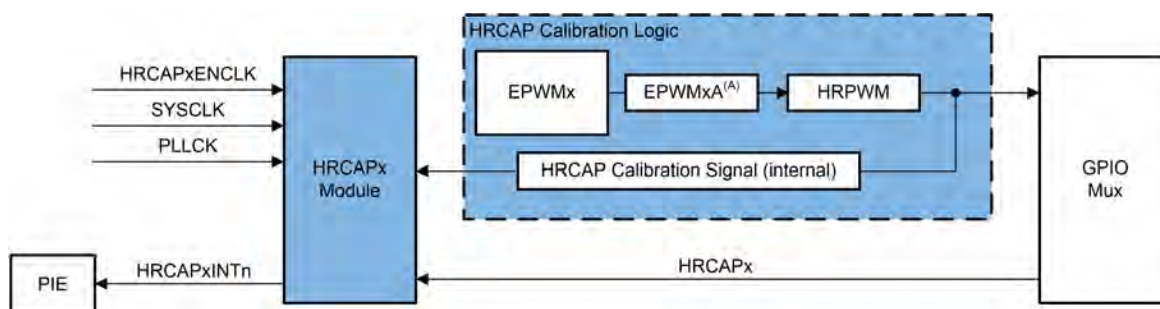 HRCAP Calibration Logic
HRCAPxENCLK
SYSCLK
PLLCK
HRCAPx
Module
EPWMx
EPWMxA(A)
HRPWM
HRCAP Calibration Signal (internal)
GPIO
Mux
PIE
HRCAPxINTn
HRCAPx